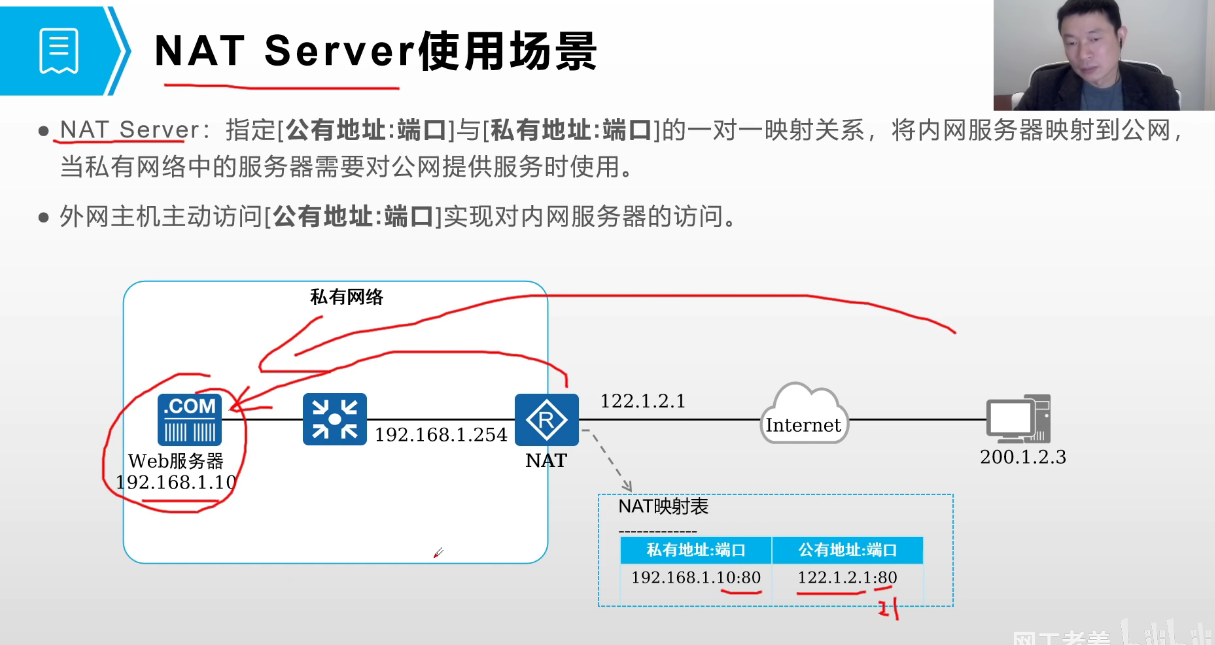 NAT Server使用场景
● NAT Server：指定[公有地址:端口]与[私有地址:端口]的一对一映射关系，将内网服务器映射到公网，
当私有网络中的服务器需要对公网提供服务时使用。
● 外网主机主动访问[公有地址:端口]实现对内网服务器的访问。
私有网络
.COM
Web服务器
192.168.1.10
192.168.1.254
R
NAT
122.1.2.1
Internet
200.1.2.3
NAT映射表
-------------
私有地址:端口 公有地址:端口
192.168.1.10:80 122.1.2.1:80
21
网工老姜